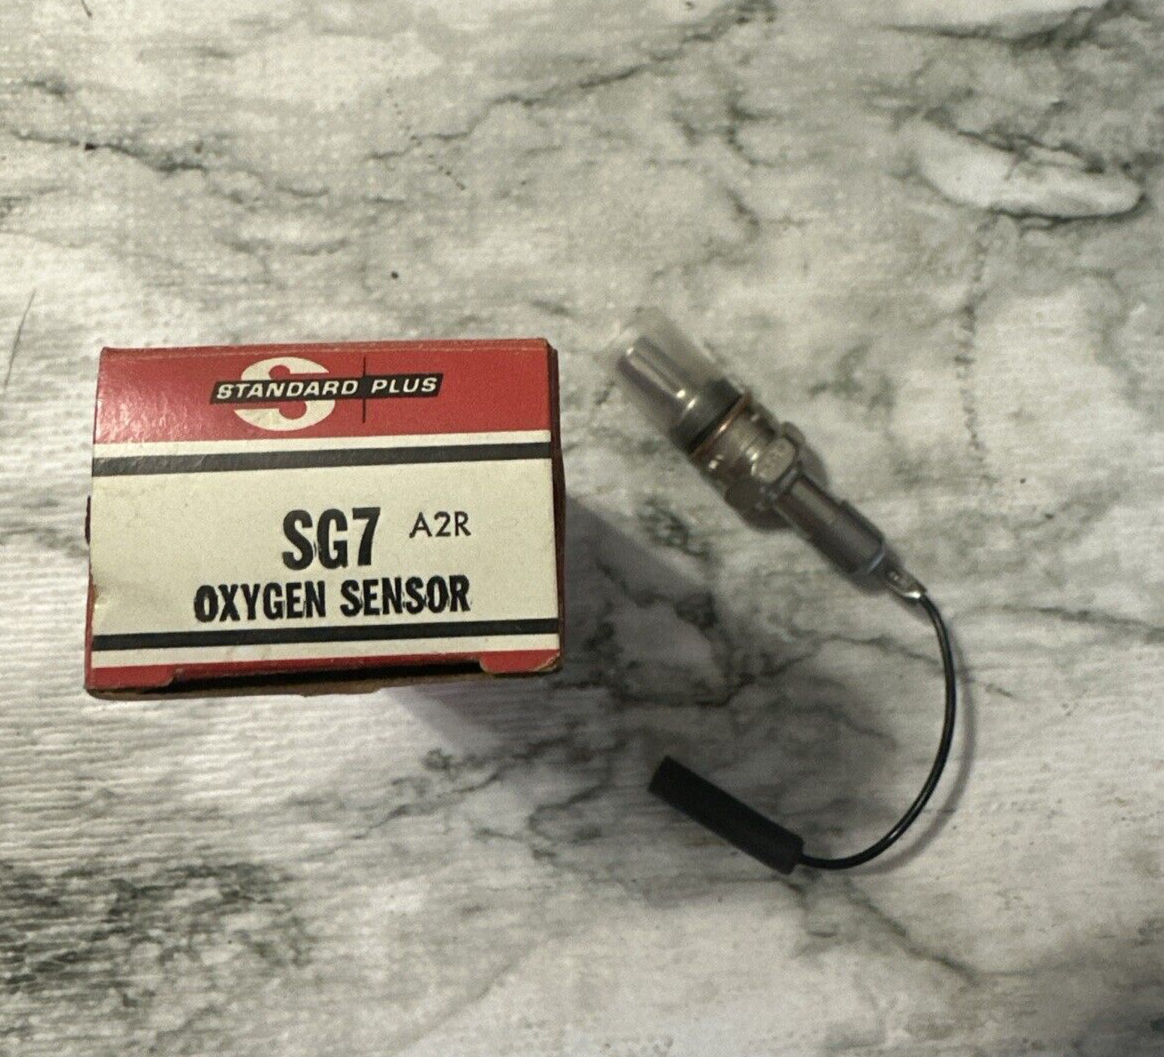 STANDARD PLUS
SG7 A2R
OXYGEN SENSOR